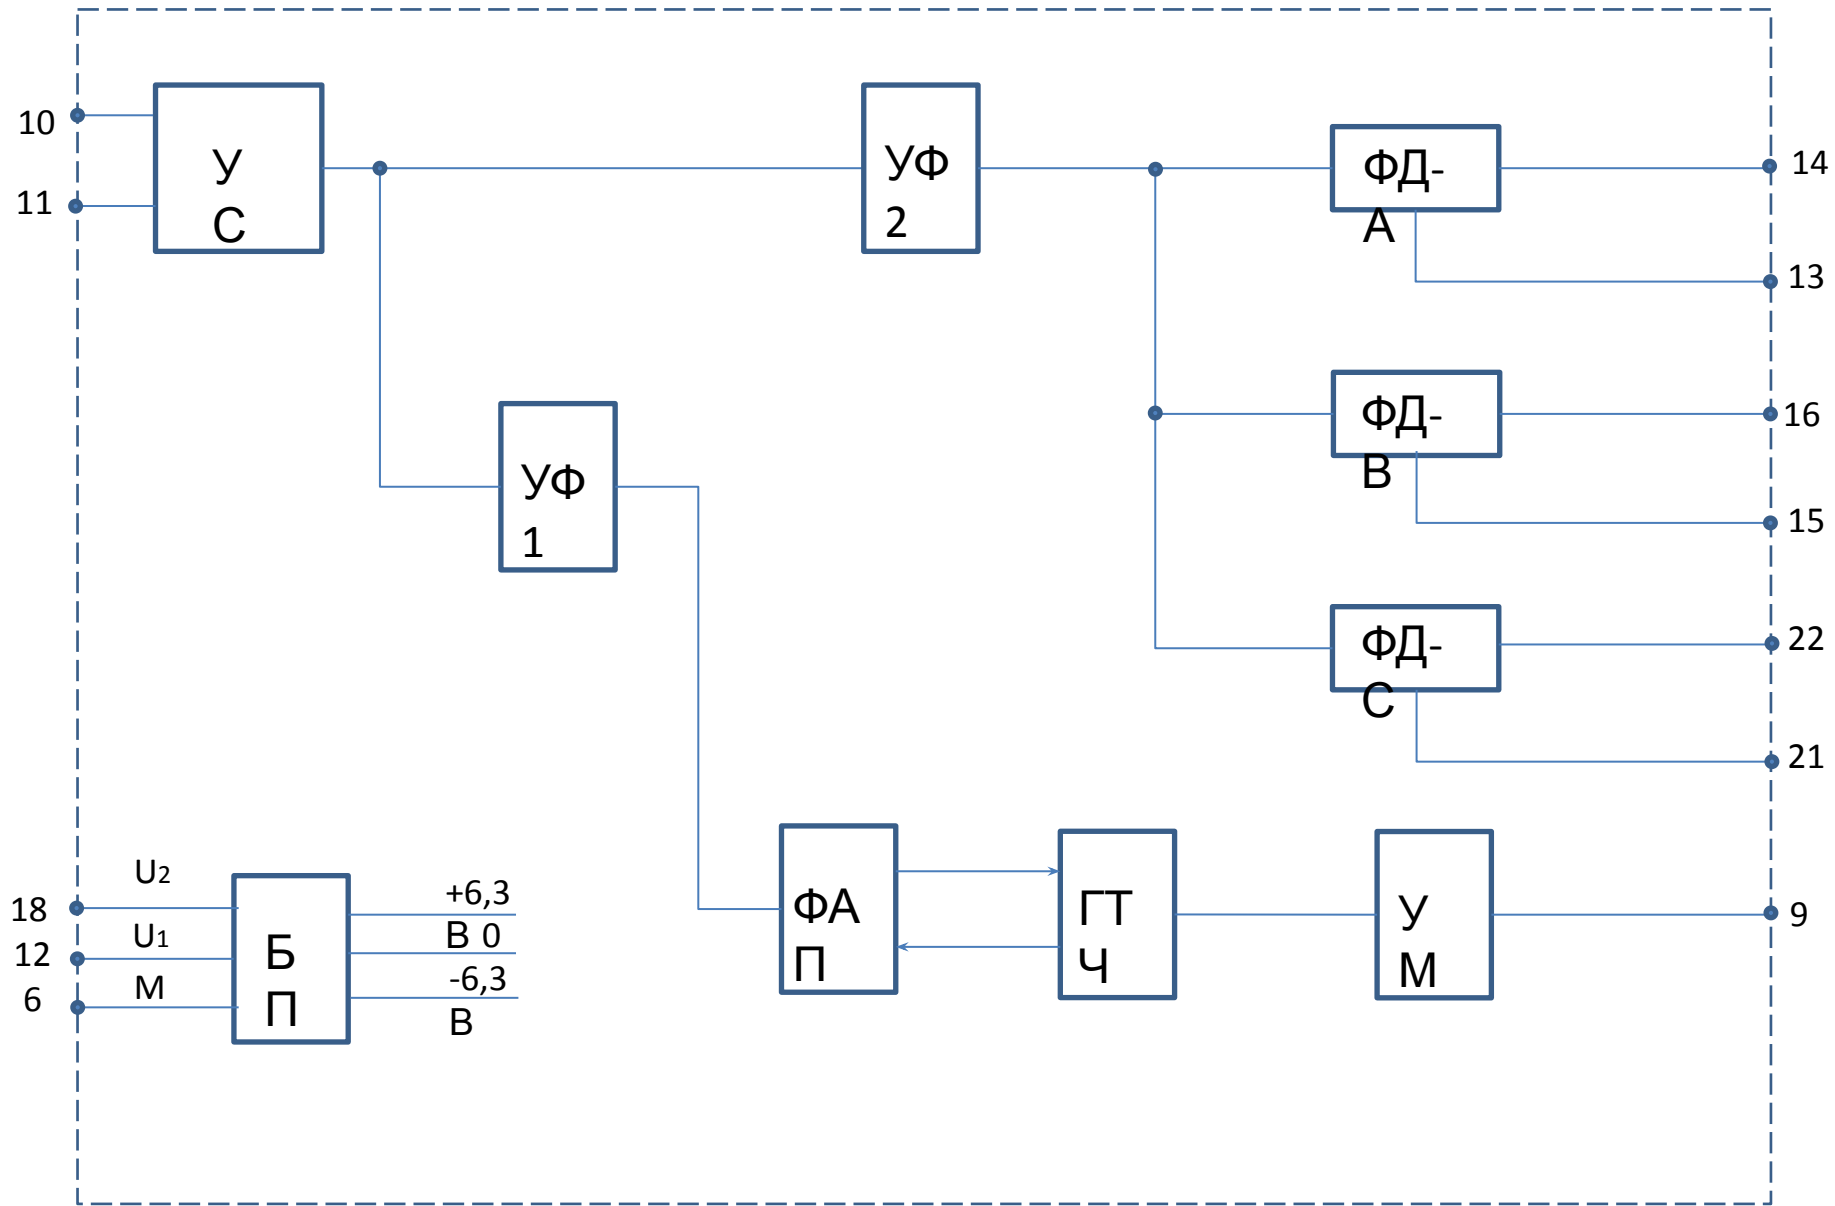 10
11
У
С
УФ
2
ФД-
А
14
13
УФ
1
ФД-
В
16
15
ФД-
С
22
21
18
12
6
U2
U1
М
Б
П
+6,3
В 0
-6,3
В
ФА
П
ГТ
Ч
У
М
9